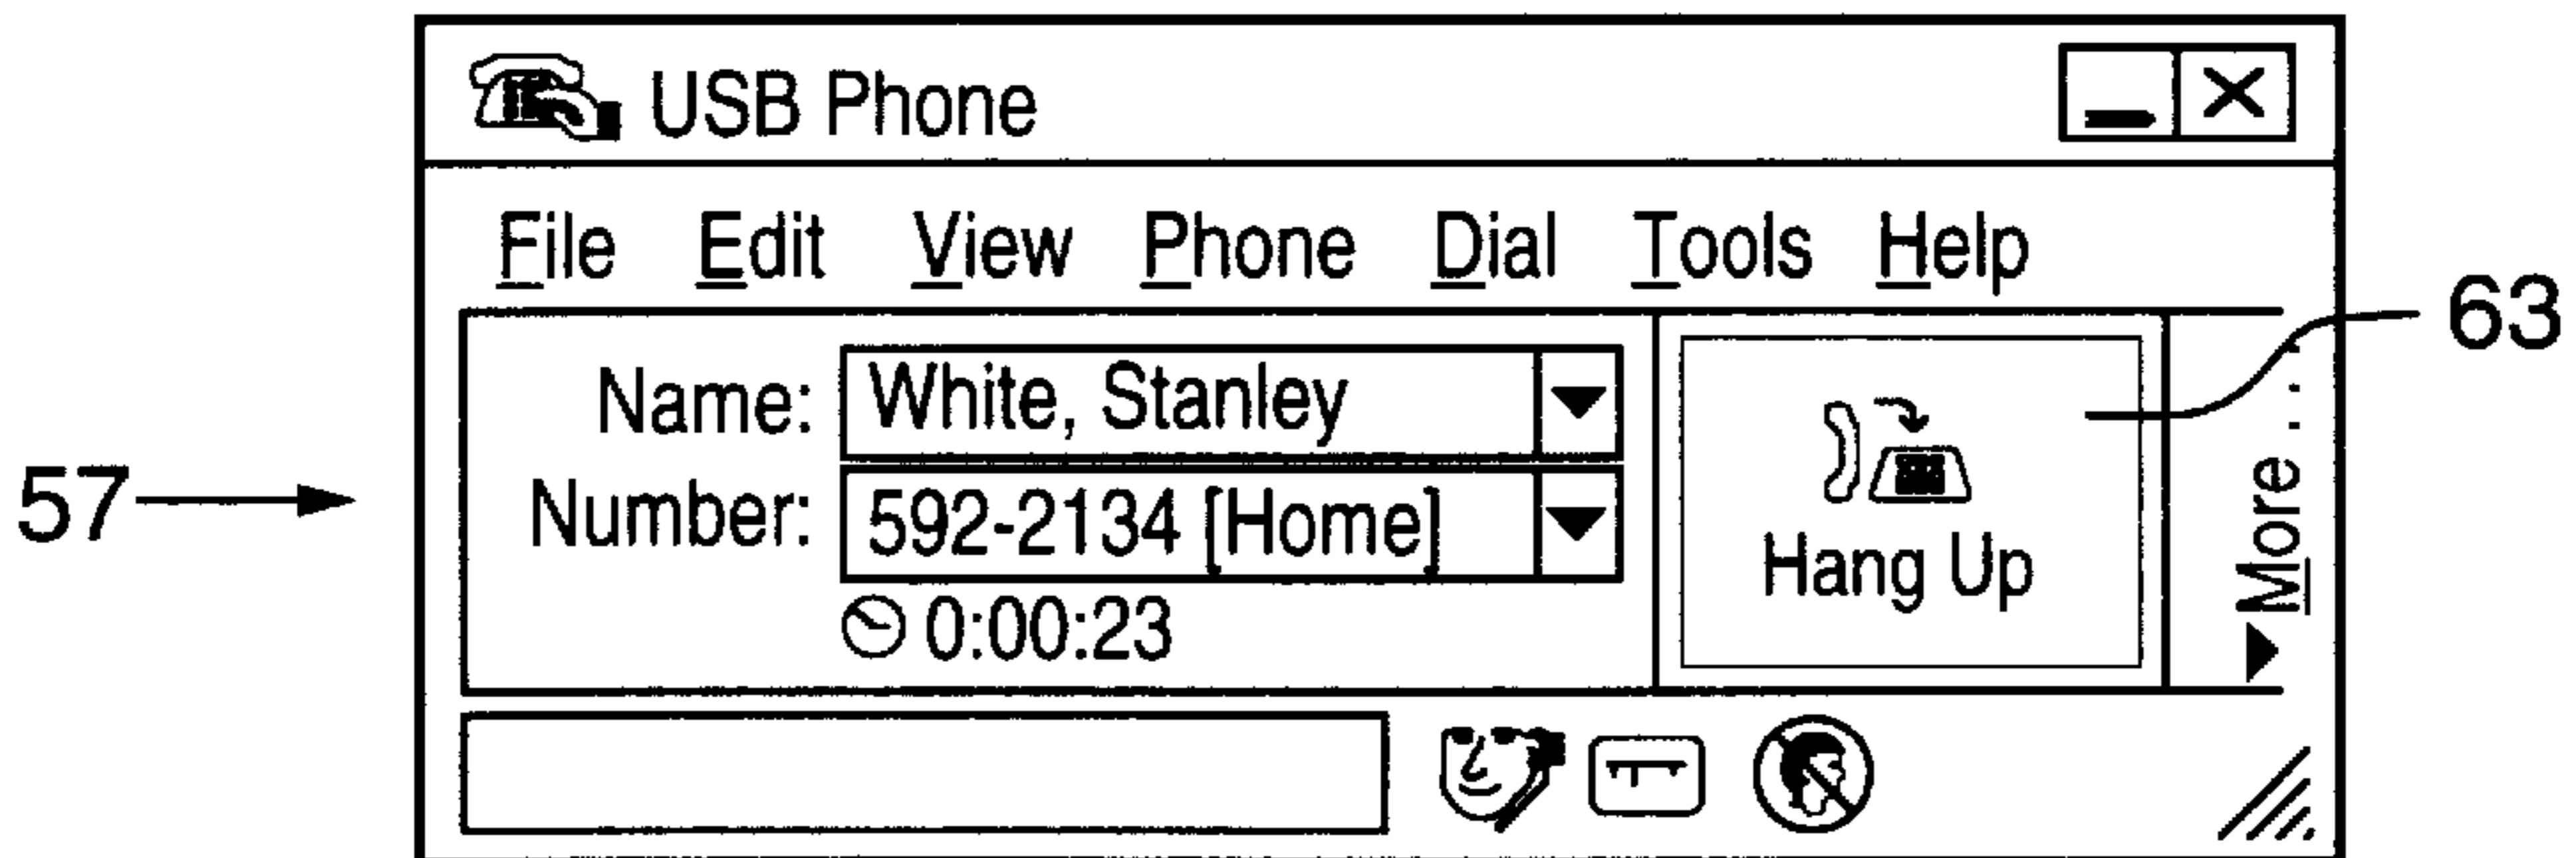 USB Phone
File Edit View Phone Dial Tools Help
63
Name: White, Stanley
57
Number: 592-2134 [Home]
Hang Up
More...
0:00:23